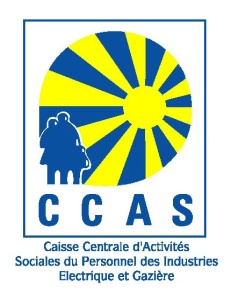 CCAS
Caisse Centrale d'Activités
Sociales du Personnel des Industries
Electrique et Gazière